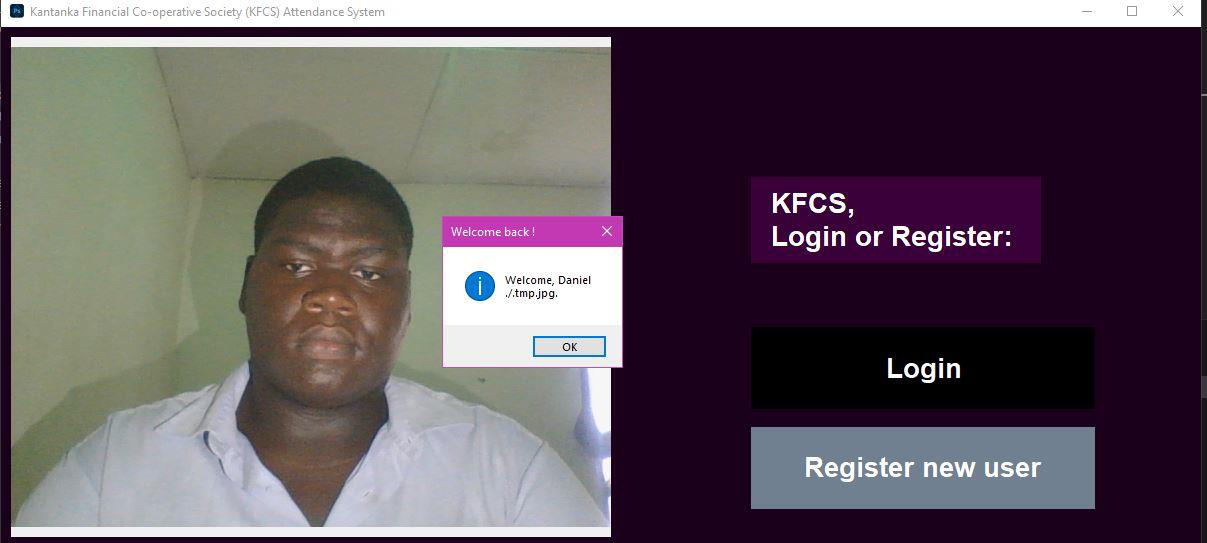 Kantanka Financial Co-operative Society (KFCS) Attendance System
Welcome back !
Welcome, Daniel
./.tmp.jpg.
OK
KFCS,
Login or Register:
Login
Register new user